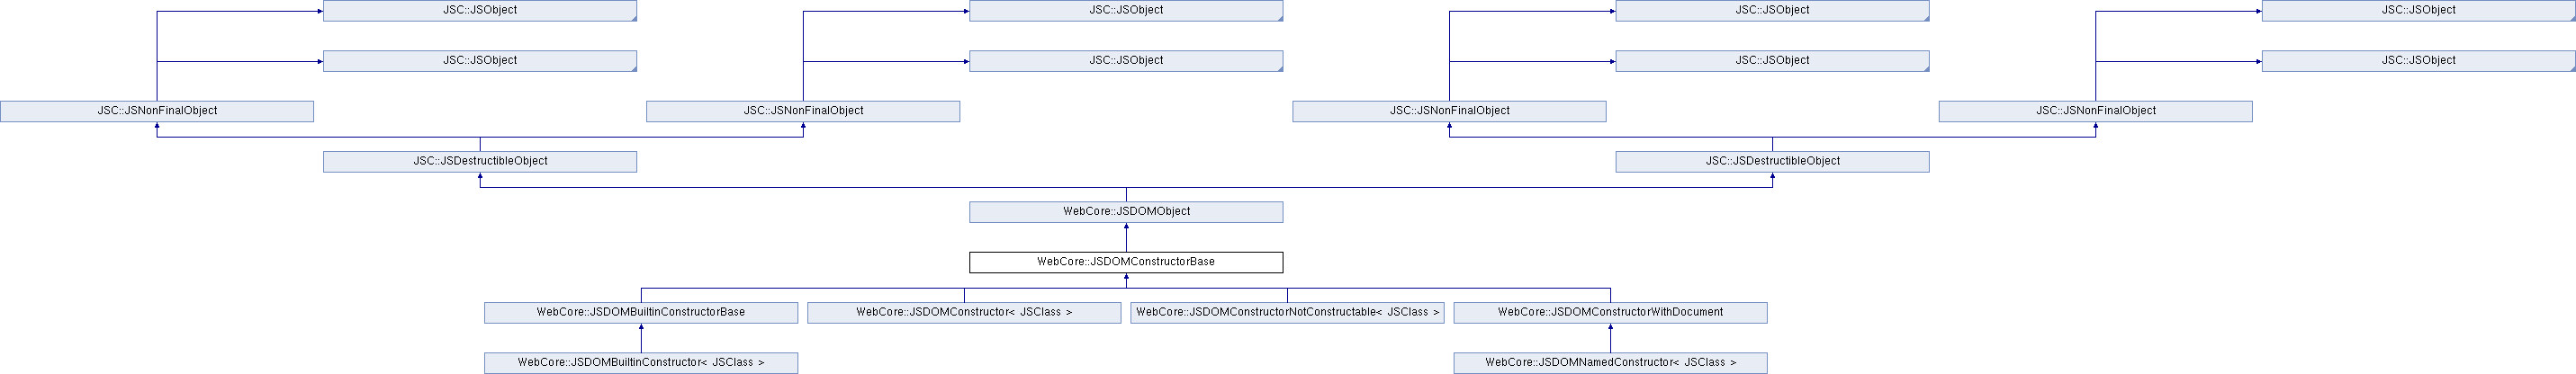 JSC::JSObject
JSC::JSObject
JSC::JSObject
JSC::JSObject
JSC::JSObject
JSC::JSObject
JSC::JSObject
JSC::JSObject
JSC::JSNonFinalObject
JSC::JSNonFinalObject
JSC::JSNonFinalObject
JSC::JSNonFinalObject
JSC::JSDestructibleObject
JSC::JSDestructibleObject
WebCore::JSDOMObject
WebCore::JSDOMConstructorBase
WebCore::JSDOMBuiltinConstructorBase
WebCore::JSDOMConstructor< JSClass >
WebCore::JSDOMConstructorNotConstructable< JSClass >
WebCore::JSDOMConstructorWithDocument
WebCore::JSDOMBuiltinConstructor< JSClass >
WebCore::JSDOMNamedConstructor< JSClass >